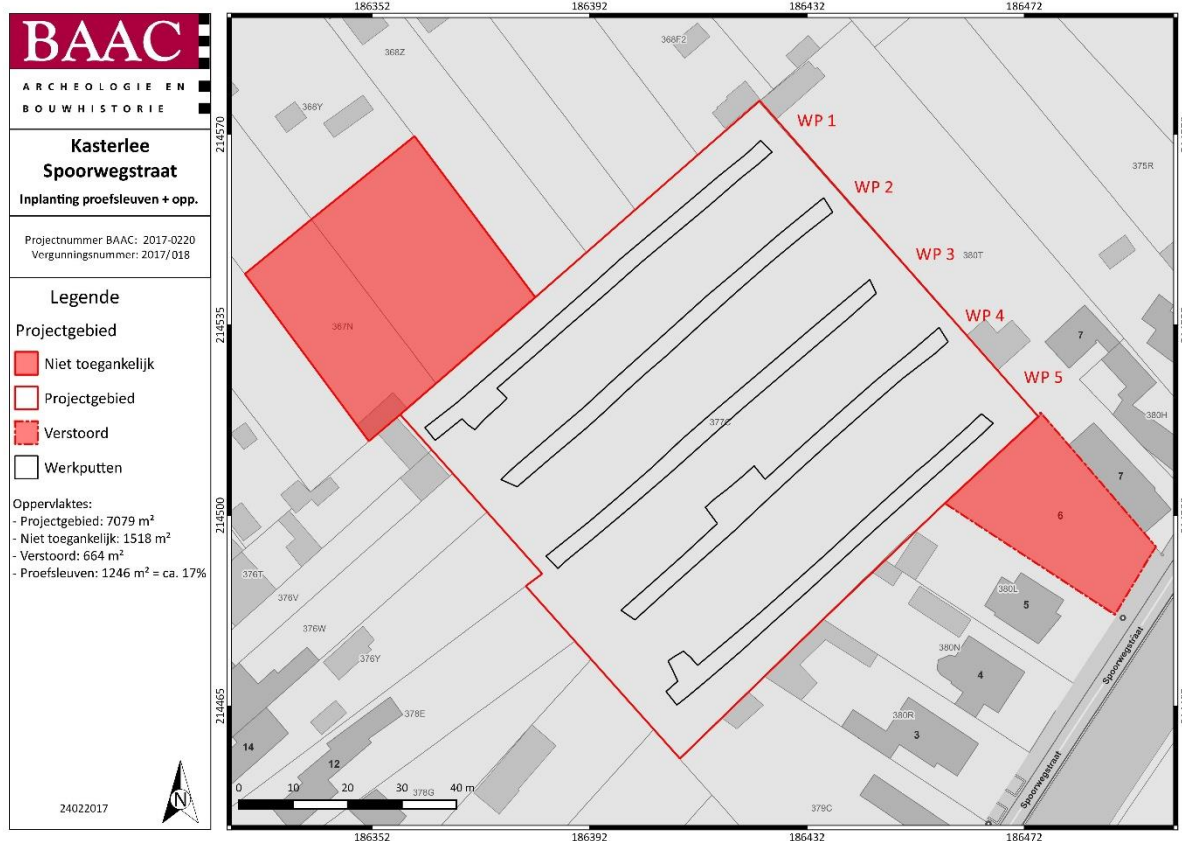 BAAC
ARCHEOLOGIE EN
BOUWHISTORIE
Kasterlee
Spoorwegstraat
Inplanting proefsleuven + opp.
Projectnummer BAAC: 2017-0220
Vergunningsnummer: 2017/018
Legende
Projectgebied
Niet toegankelijk
Projectgebied
Verstoord
Werkputten
Oppervlaktes:
- Projectgebied: 7079 m²
- Niet toegankelijk: 1518 m²
- Verstoord: 664 m²
- Proefsleuven: 1246 m² = ca. 17%
24022017
N
186352 186392 186432 186472
214570
214535
214500
214465
368Z
368F2
368Y
WP 1
375R
WP 2
WP 3
380T
WP 4
367N
7
WP 5
380H
377C
7
6
376T
376V
380L
5
376W
376Y
380N
4
378E
380R
3
14
12
Spoorwegstraat
Spoorwegstraat
0 10 20 30 40 m
378G
379C
186352 186392 186432 186472